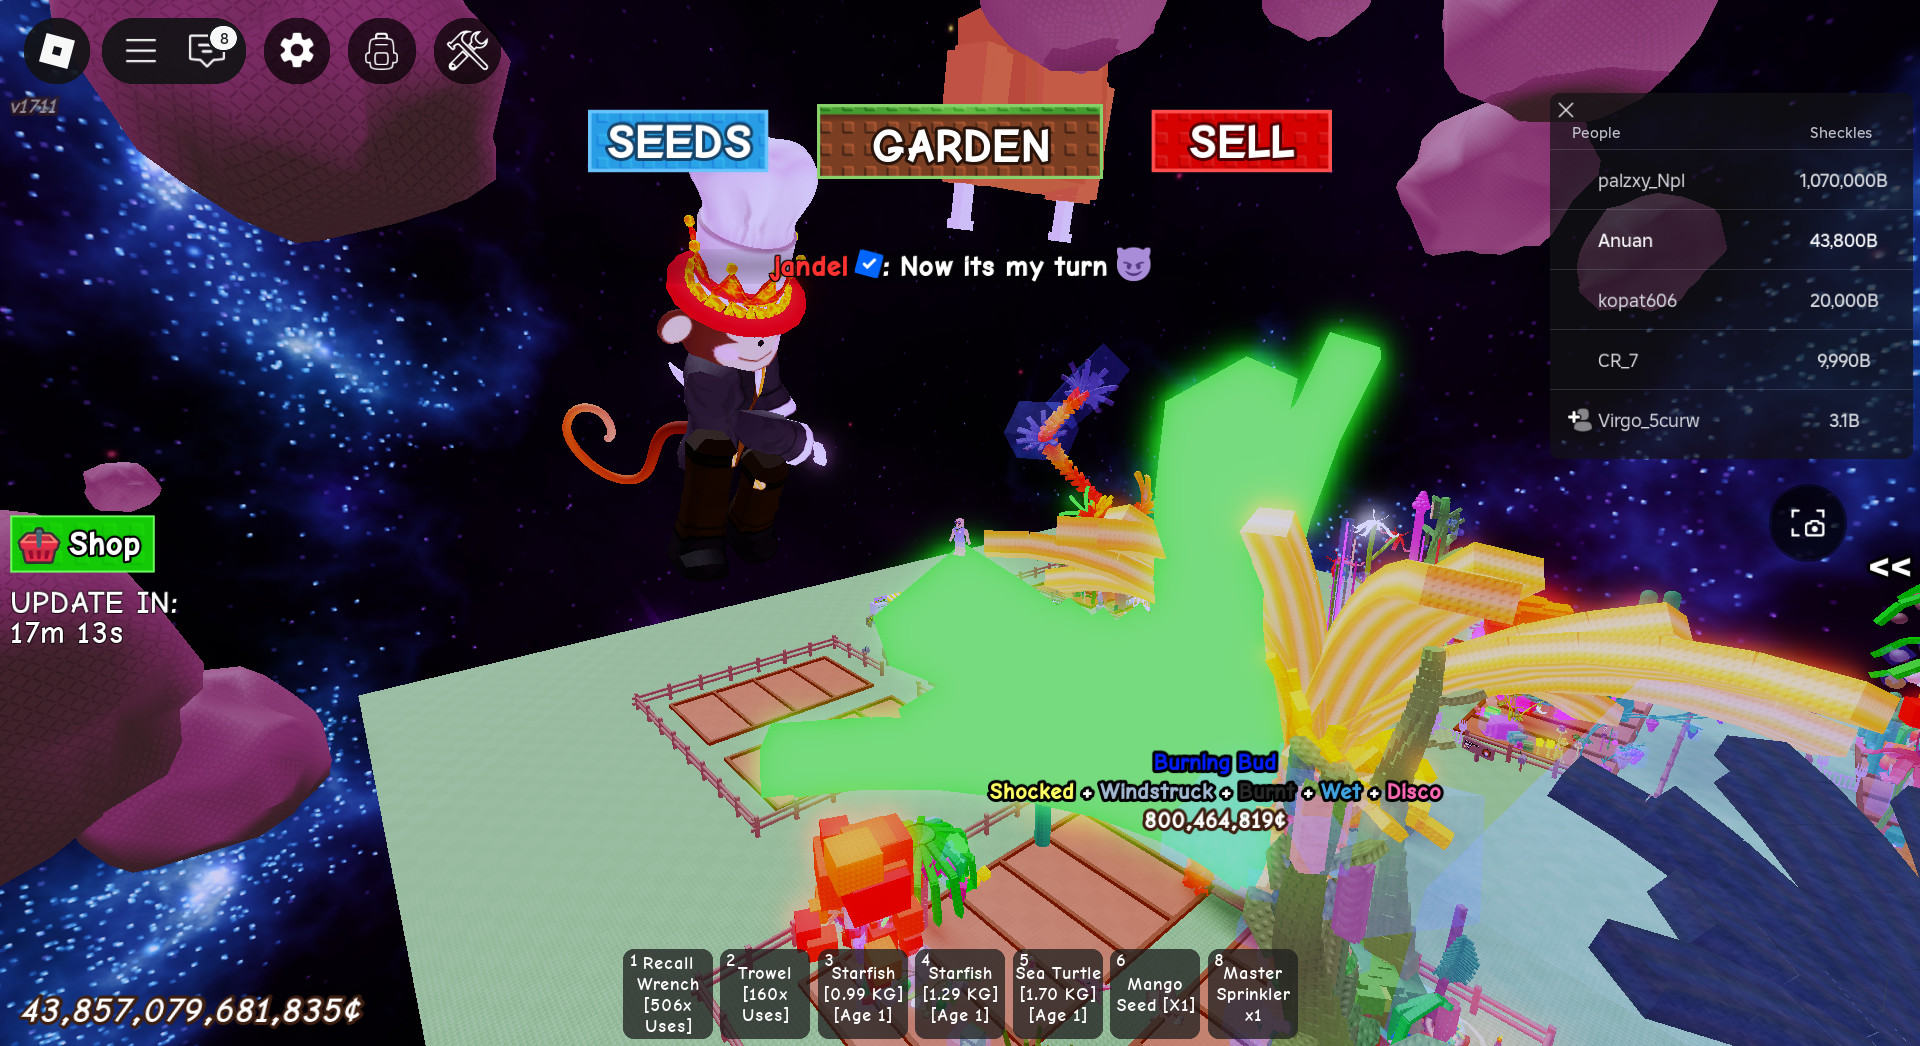 8
v1711
SEEDS
GARDEN
SELL
Jandel : Now its my turn
People Sheckles
palzxy_Npl 1,070,000B
Anuan 43,800B
kopat606 20,000B
CR_7 9,990B
Virgo_5curw 3.1B
<<
Shop
UPDATE IN:
17m 13s
Burning Bud
Shocked + Windstruck + Burnt + Wet + Disco
800,464,819¢
43,857,079,681,835¢
1 Recall
Wrench
[506x
Uses]
2 Trowel
[160x
Uses]
3 Starfish
[0.99 KG]
[Age 1]
4 Starfish
[1.29 KG]
[Age 1]
5 Sea Turtle
[1.70 KG]
[Age 1]
6 Mango
Seed [X1]
8 Master
Sprinkler
x1